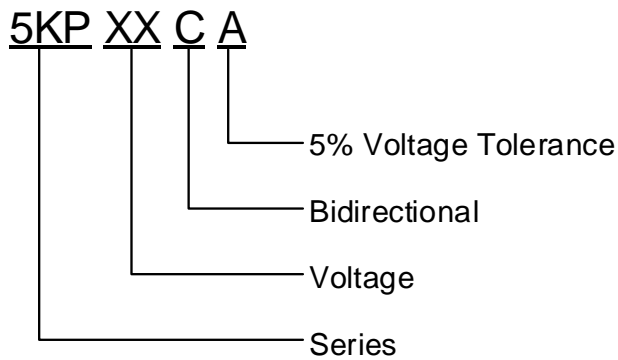 5KP XX C A
5% Voltage Tolerance
Bidirectional
Voltage
Series